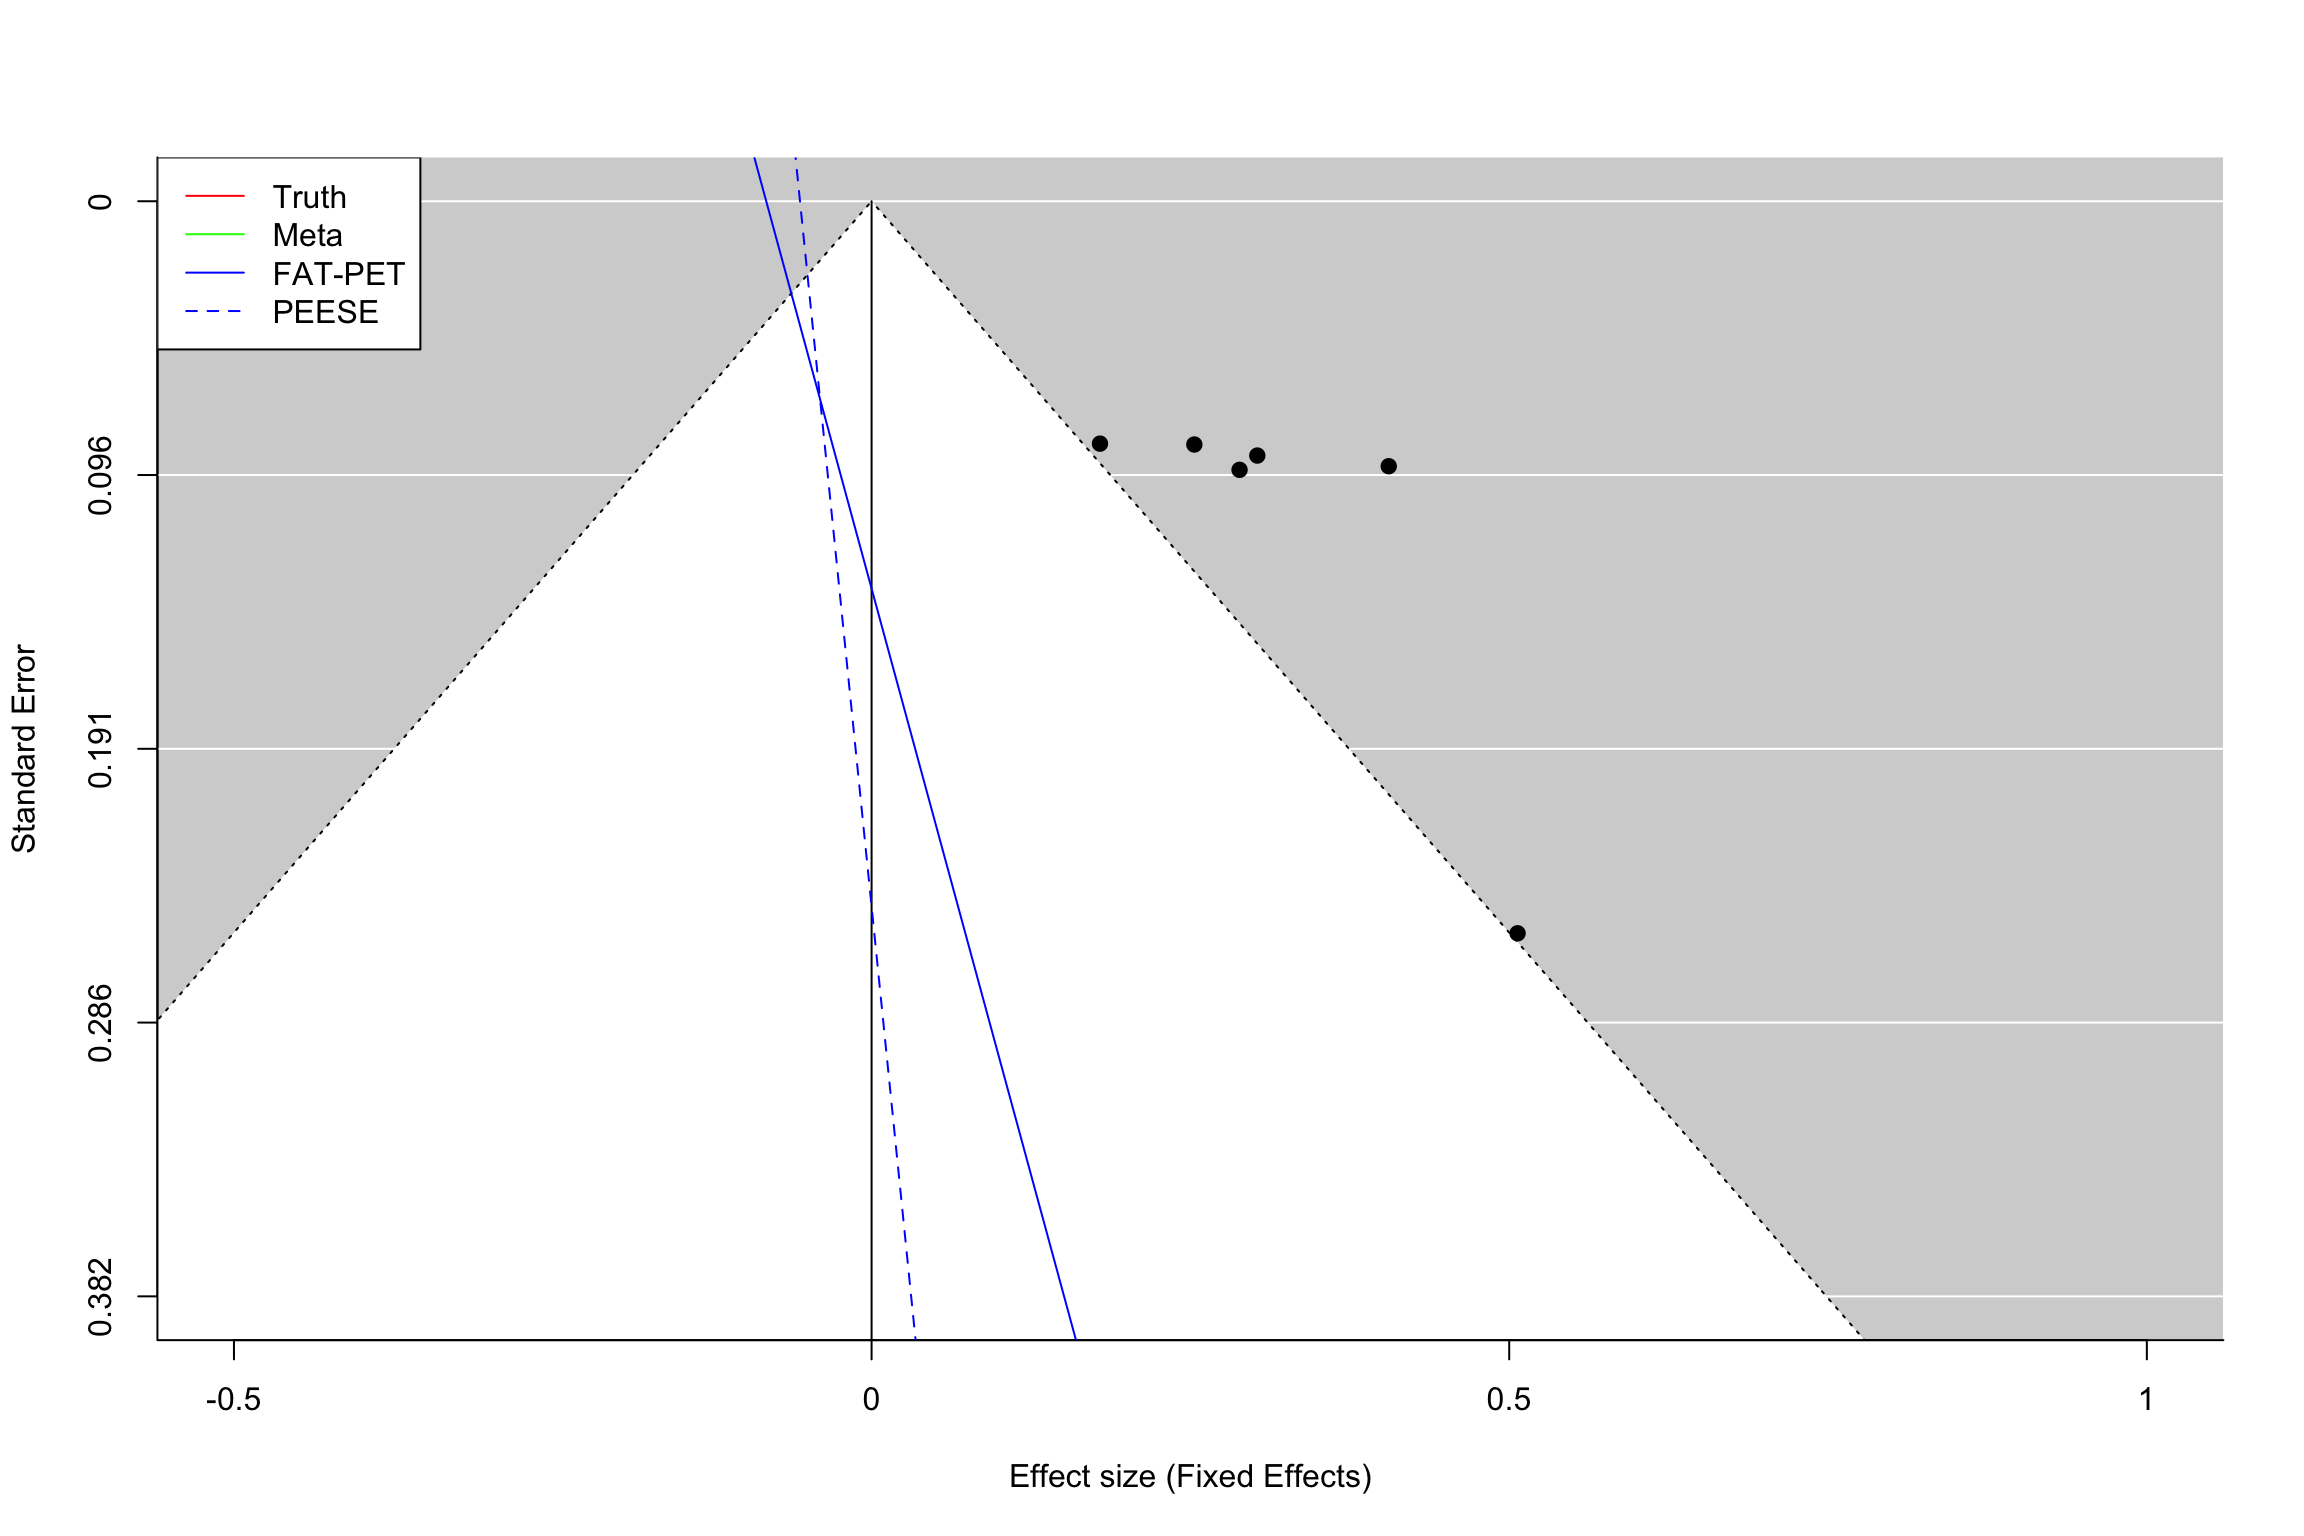 Truth
Meta
FAT-PET
PEESE
0
0.096
0.191
0.286
0.382
Standard Error
-0.5
0
0.5
1
Effect size (Fixed Effects)